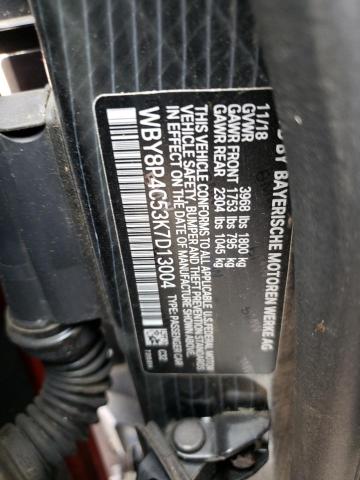 D BY BAYERISCHE MOTOREN WERKE AG
11/18
GVWR 3968 lbs 1800 kg
GAWR FRONT 1753 lbs 795 kg
GAWR REAR 2304 lbs 1045 kg
THIS VEHICLE CONFORMS TO ALL APPLICABLE U.S. FEDERAL MOTOR
VEHICLE SAFETY, BUMPER AND THEFT PREVENTION STANDARDS
IN EFFECT ON THE DATE OF MANUFACTURE SHOWN ABOVE.
WBY8P4C53K7D13004 TYPE: PASSENGER CAR
C32